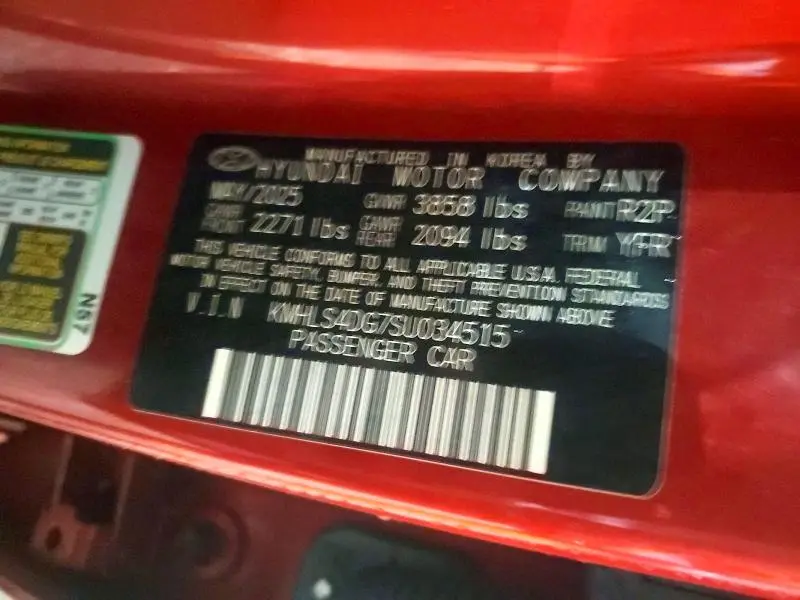 MANUFACTURED IN KOREA BY
HYUNDAI MOTOR COMPANY
MAY/2025 GVWR 3858 lbs PAINT R2P
GAWR FRONT 2271 lbs GAWR REAR 2094 lbs TRIM YFR
THIS VEHICLE CONFORMS TO ALL APPLICABLE U.S.A. FEDERAL
MOTOR VEHICLE SAFETY, BUMPER, AND THEFT PREVENTION STANDARDS
IN EFFECT ON THE DATE OF MANUFACTURE SHOWN ABOVE
V.I.N KMHLS4DG7SU034515
PASSENGER CAR
N67